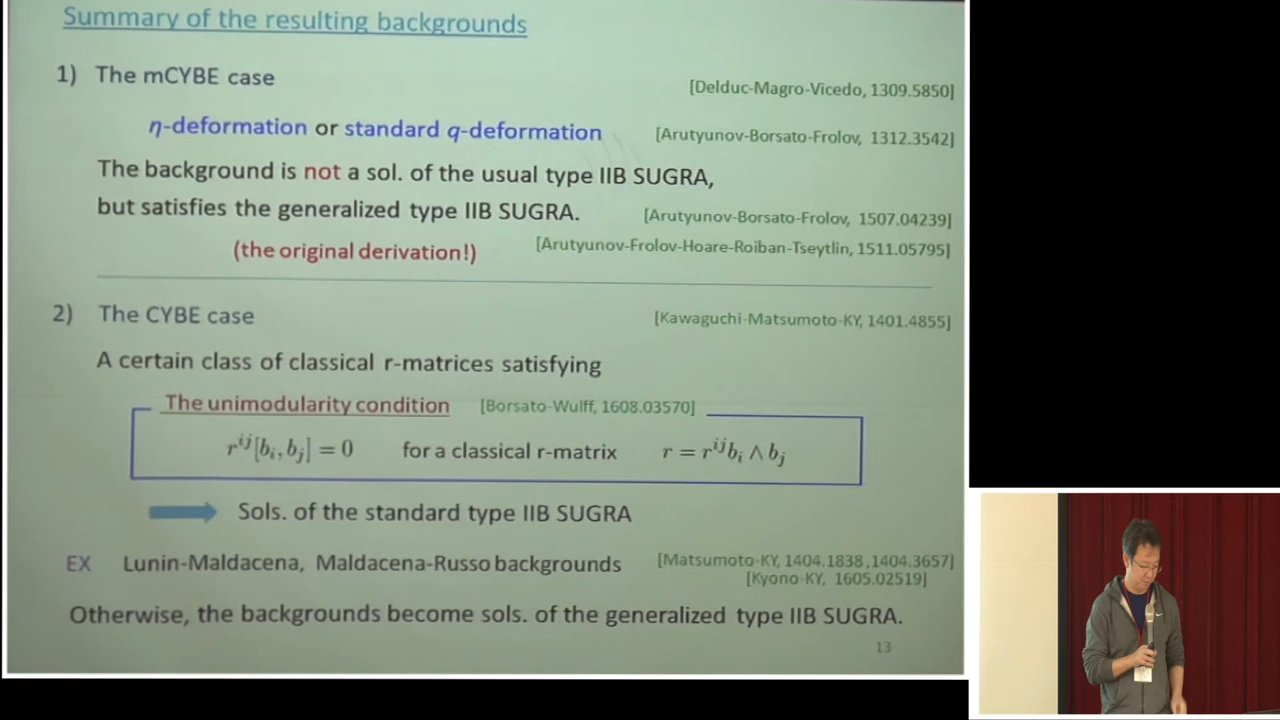 Summary of the resulting backgrounds
1) The mCYBE case [Delduc-Magro-Vicedo, 1309.5850]
η-deformation or standard q-deformation [Arutyunov-Borsato-Frolov, 1312.3542]
The background is not a sol. of the usual type IIB SUGRA,
but satisfies the generalized type IIB SUGRA. [Arutyunov-Borsato-Frolov, 1507.04239]
(the original derivation!) [Arutyunov-Frolov-Hoare-Roiban-Tseytlin, 1511.05795]
2) The CYBE case [Kawaguchi-Matsumoto-KY, 1401.4855]
A certain class of classical r-matrices satisfying
The unimodularity condition [Borsato-Wulff, 1608.03570]
r^{ij}[b_i, b_j] = 0 for a classical r-matrix r = r^{ij} b_i ∧ b_j
Sols. of the standard type IIB SUGRA
EX Lunin-Maldacena, Maldacena-Russo backgrounds [Matsumoto-KY, 1404.1838, 1404.3657]
[Kyono-KY, 1605.02519]
Otherwise, the backgrounds become sols. of the generalized type IIB SUGRA.
13